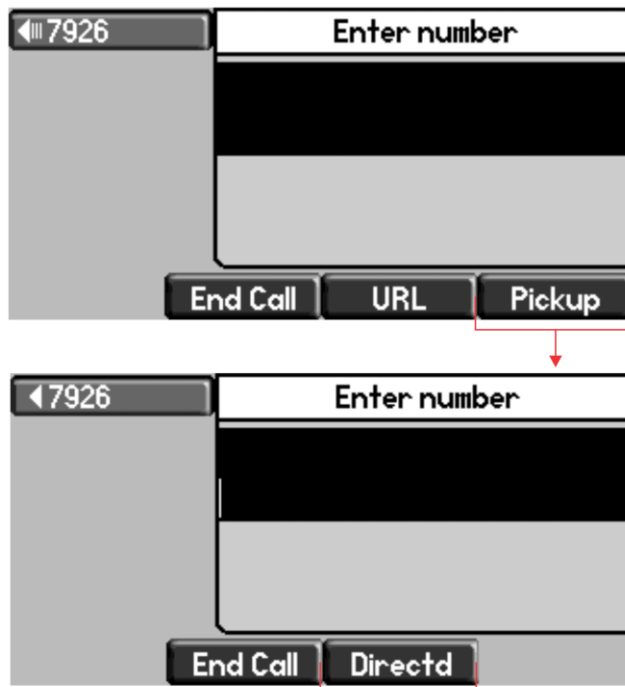 7926
Enter number
End Call URL Pickup
7926
Enter number
End Call Directd